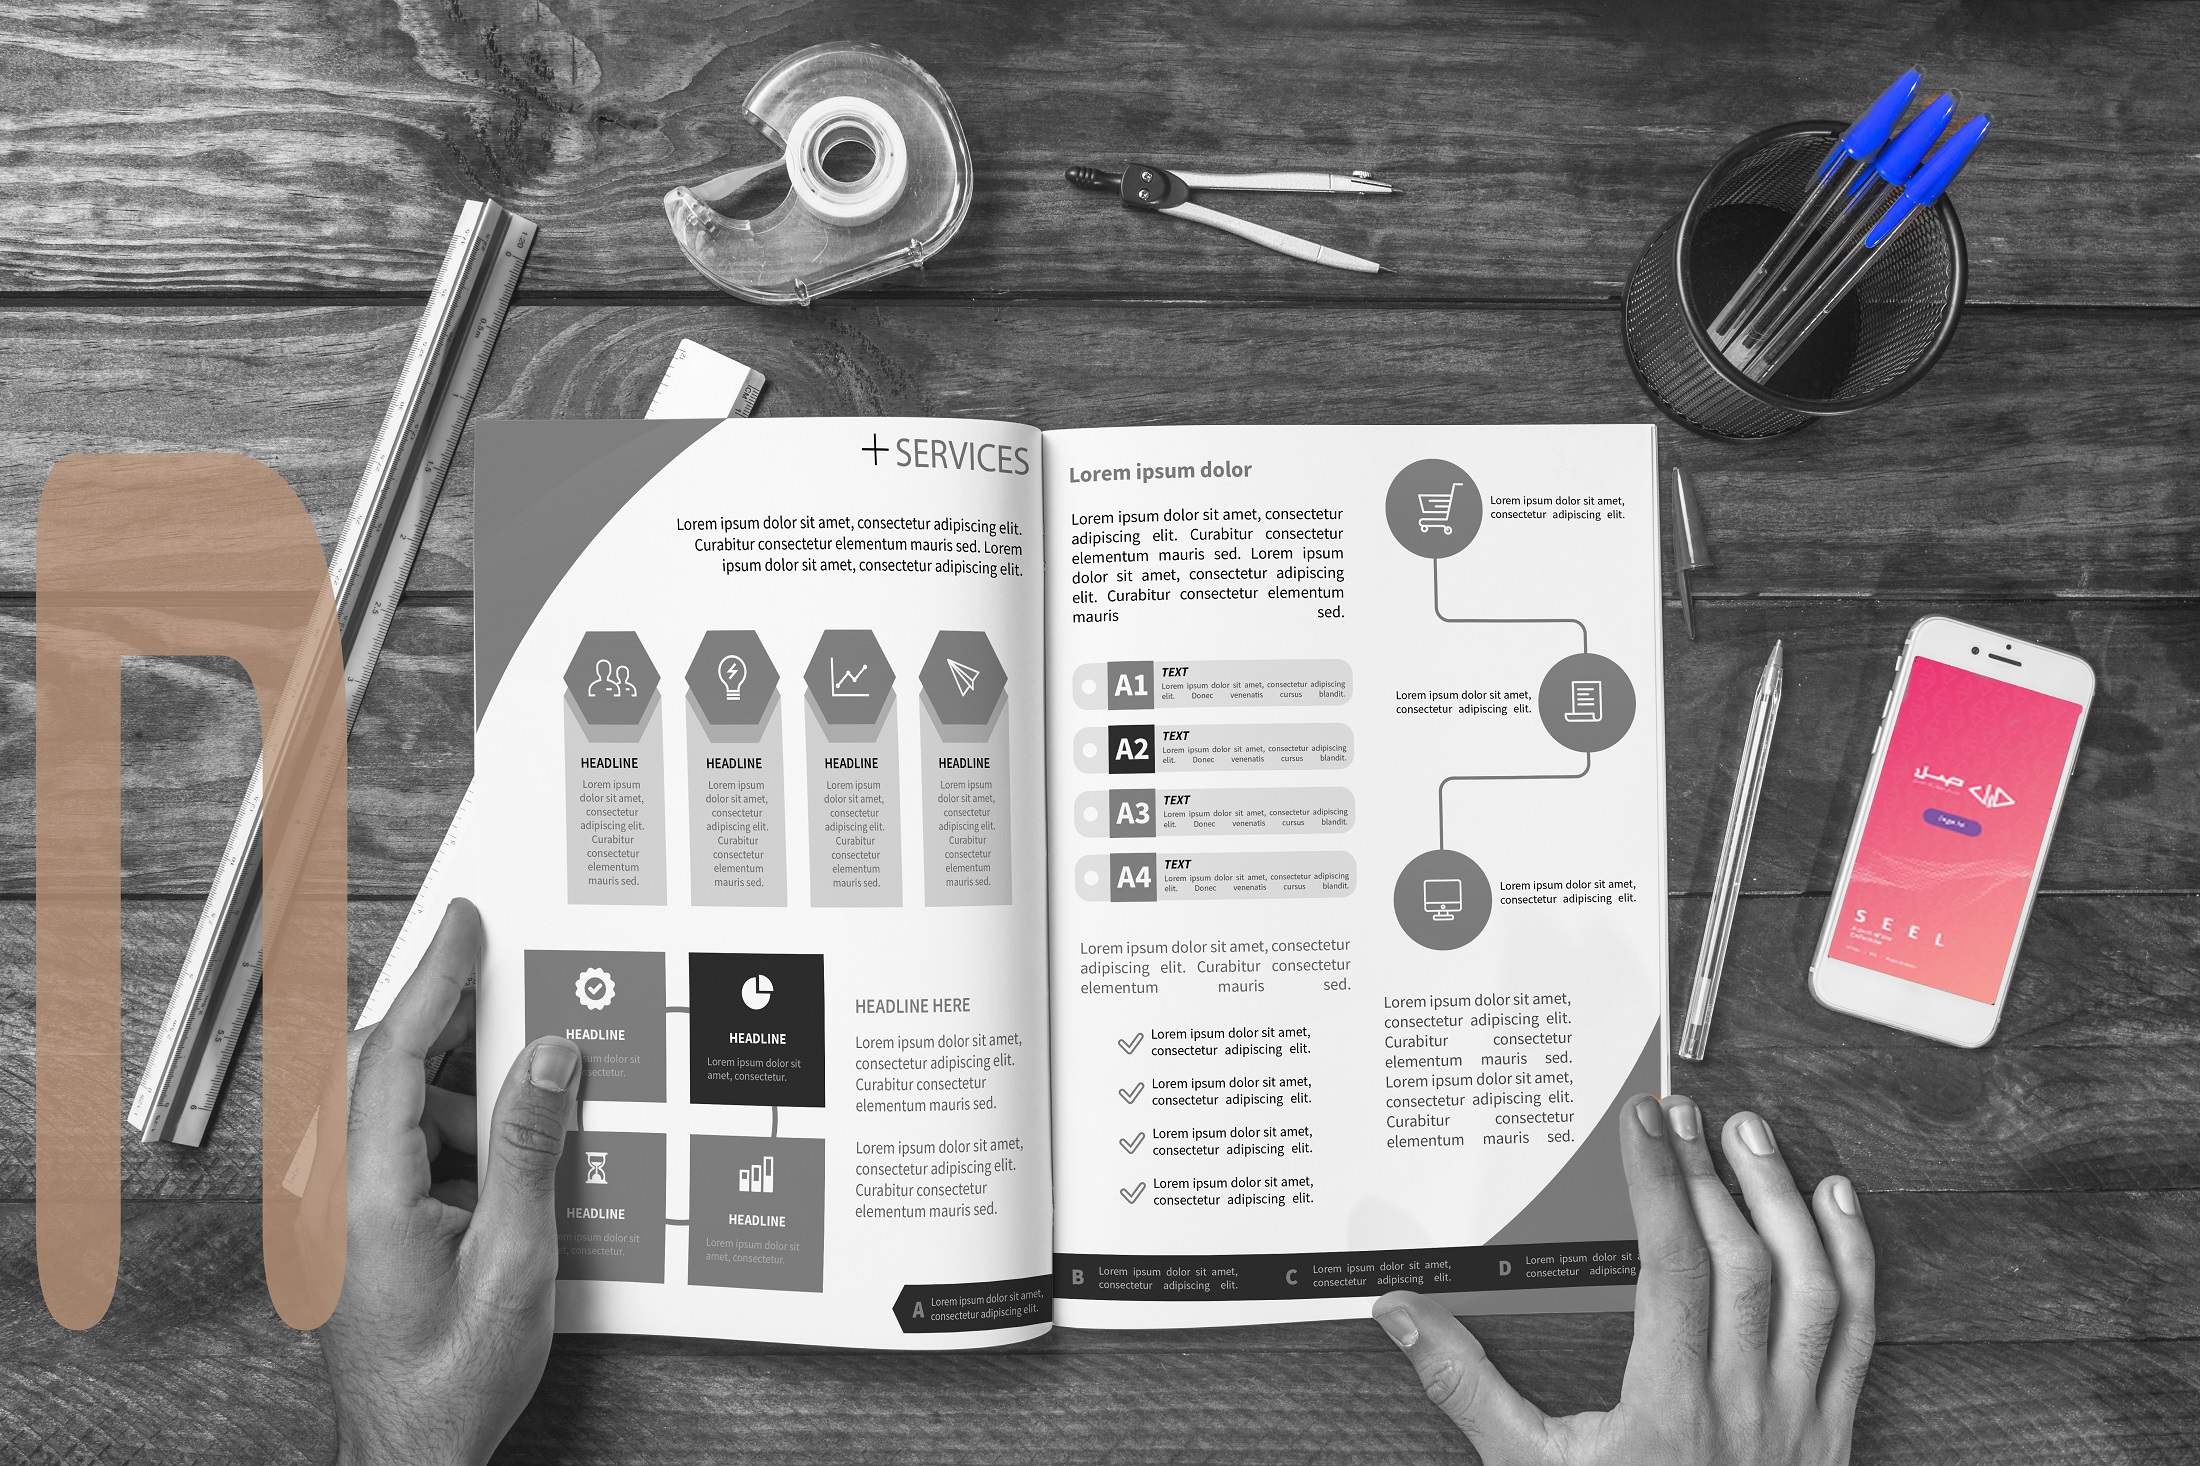 + SERVICES
Lorem ipsum dolor sit amet, consectetur adipiscing elit.
Curabitur consectetur elementum mauris sed. Lorem
ipsum dolor sit amet, consectetur adipiscing elit.
HEADLINE
Lorem ipsum
dolor sit amet,
consectetur
adipiscing elit.
Curabitur
consectetur
elementum
mauris sed.
HEADLINE
Lorem ipsum
dolor sit amet,
consectetur
adipiscing elit.
Curabitur
consectetur
elementum
mauris sed.
HEADLINE
Lorem ipsum
dolor sit amet,
consectetur
adipiscing elit.
Curabitur
consectetur
elementum
mauris sed.
HEADLINE
Lorem ipsum
dolor sit amet,
consectetur
adipiscing elit.
Curabitur
consectetur
elementum
mauris sed.
HEADLINE
dolor sit
HEADLINE
Lorem ipsum dolor sit
amet, consectetur.
HEADLINE
ipsum dolor sit
consectetur.
HEADLINE
Lorem ipsum dolor sit
amet, consectetur.
HEADLINE HERE
Lorem ipsum dolor sit amet,
consectetur adipiscing elit.
Curabitur consectetur
elementum mauris sed.
Lorem ipsum dolor sit amet,
consectetur adipiscing elit.
Curabitur consectetur
elementum mauris sed.
A Lorem ipsum dolor sit amet,
consectetur adipiscing elit.
Lorem ipsum dolor
Lorem ipsum dolor sit amet, consectetur
adipiscing elit. Curabitur consectetur
elementum mauris sed. Lorem ipsum
dolor sit amet, consectetur adipiscing
elit. Curabitur consectetur elementum
mauris sed.
A1 TEXT
Lorem ipsum dolor sit amet, consectetur adipiscing
elit. Donec venenatis cursus blandit.
A2 TEXT
Lorem ipsum dolor sit amet, consectetur adipiscing
elit. Donec venenatis cursus blandit.
A3 TEXT
Lorem ipsum dolor sit amet, consectetur adipiscing
elit. Donec venenatis cursus blandit.
A4 TEXT
Lorem ipsum dolor sit amet, consectetur adipiscing
elit. Donec venenatis cursus blandit.
Lorem ipsum dolor sit amet, consectetur
adipiscing elit. Curabitur consectetur
elementum mauris sed.
Lorem ipsum dolor sit amet,
consectetur adipiscing elit.
Lorem ipsum dolor sit amet,
consectetur adipiscing elit.
Lorem ipsum dolor sit amet,
consectetur adipiscing elit.
Lorem ipsum dolor sit amet,
consectetur adipiscing elit.
Lorem ipsum dolor sit amet,
consectetur adipiscing elit.
Lorem ipsum dolor sit amet,
consectetur adipiscing elit.
Lorem ipsum dolor sit amet,
consectetur adipiscing elit.
Lorem ipsum dolor sit amet,
consectetur adipiscing elit.
Curabitur consectetur
elementum mauris sed.
Lorem ipsum dolor sit amet,
consectetur adipiscing elit.
Curabitur consectetur
elementum mauris sed.
B Lorem ipsum dolor sit amet,
consectetur adipiscing elit.
C Lorem ipsum dolor sit amet,
consectetur adipiscing elit.
D Lorem ipsum dolor sit
consectetur adipiscing
SEEL